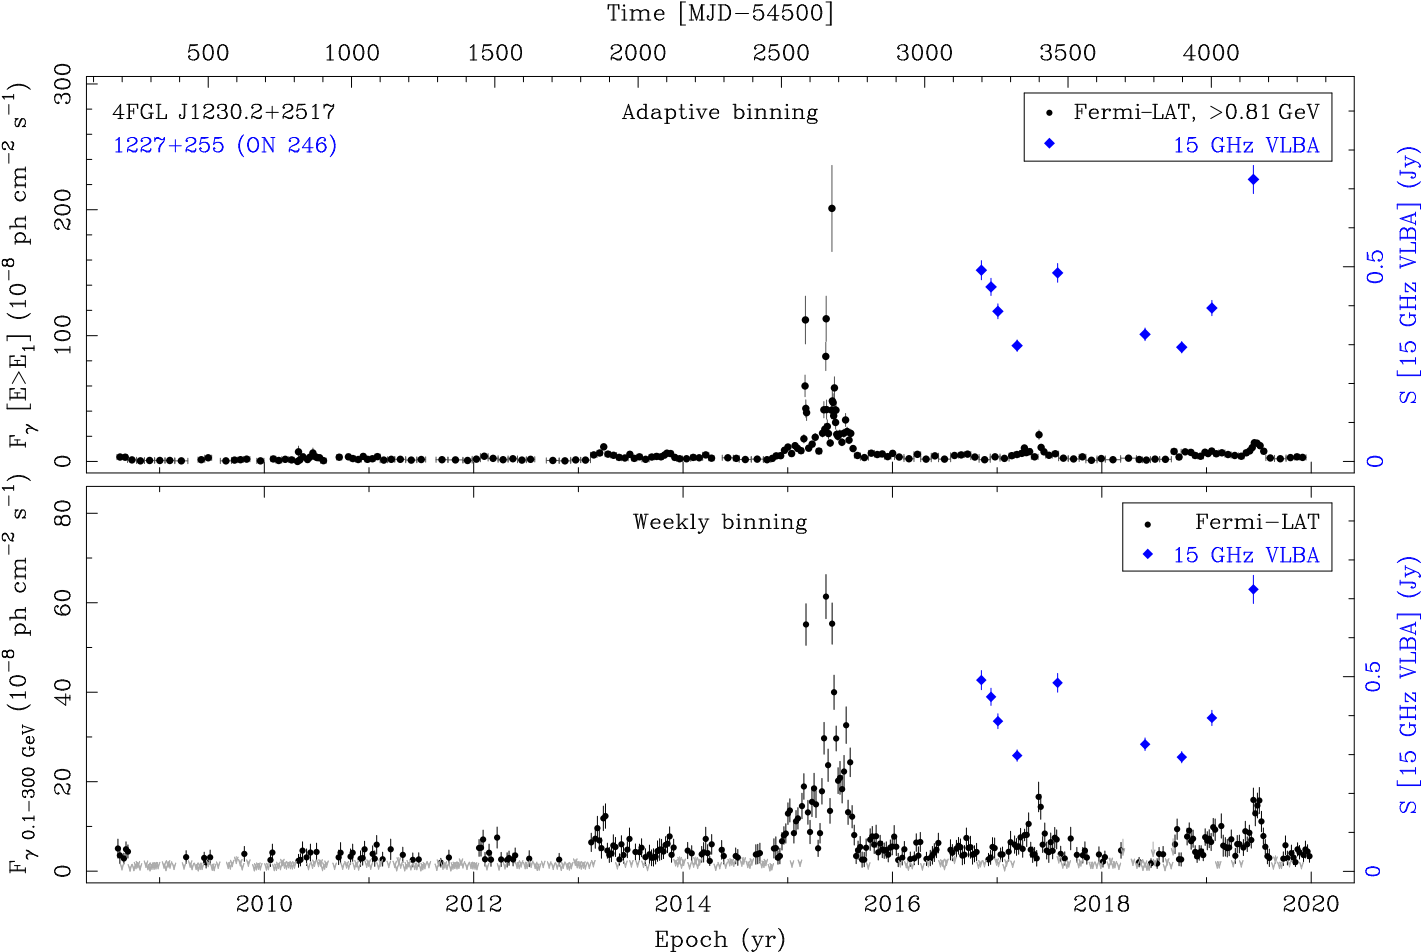 Time [MJD−54500]
500 1000 1500 2000 2500 3000 3500 4000
4FGL J1230.2+2517
1227+255 (ON 246)
Adaptive binning
Fermi−LAT, >0.81 GeV
15 GHz VLBA
300
200
100
0
F_γ [E>E_1] (10^−8 ph cm^−2 s^−1)
0.5
0
S [15 GHz VLBA] (Jy)
Weekly binning
Fermi−LAT
15 GHz VLBA
80
60
40
20
0
F_γ 0.1−300 GeV (10^−8 ph cm^−2 s^−1)
0.5
0
S [15 GHz VLBA] (Jy)
2010 2012 2014 2016 2018 2020
Epoch (yr)